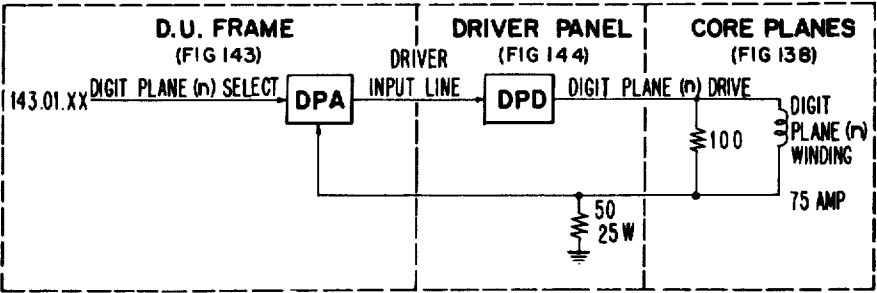 D.U. FRAME
(FIG 143)
DRIVER PANEL
(FIG 144)
CORE PLANES
(FIG 138)
143.01.XX
DIGIT PLANE (n) SELECT
DPA
DRIVER
INPUT LINE
DPD
DIGIT PLANE (n) DRIVE
100
DIGIT
PLANE (n)
WINDING
75 AMP
50
25W